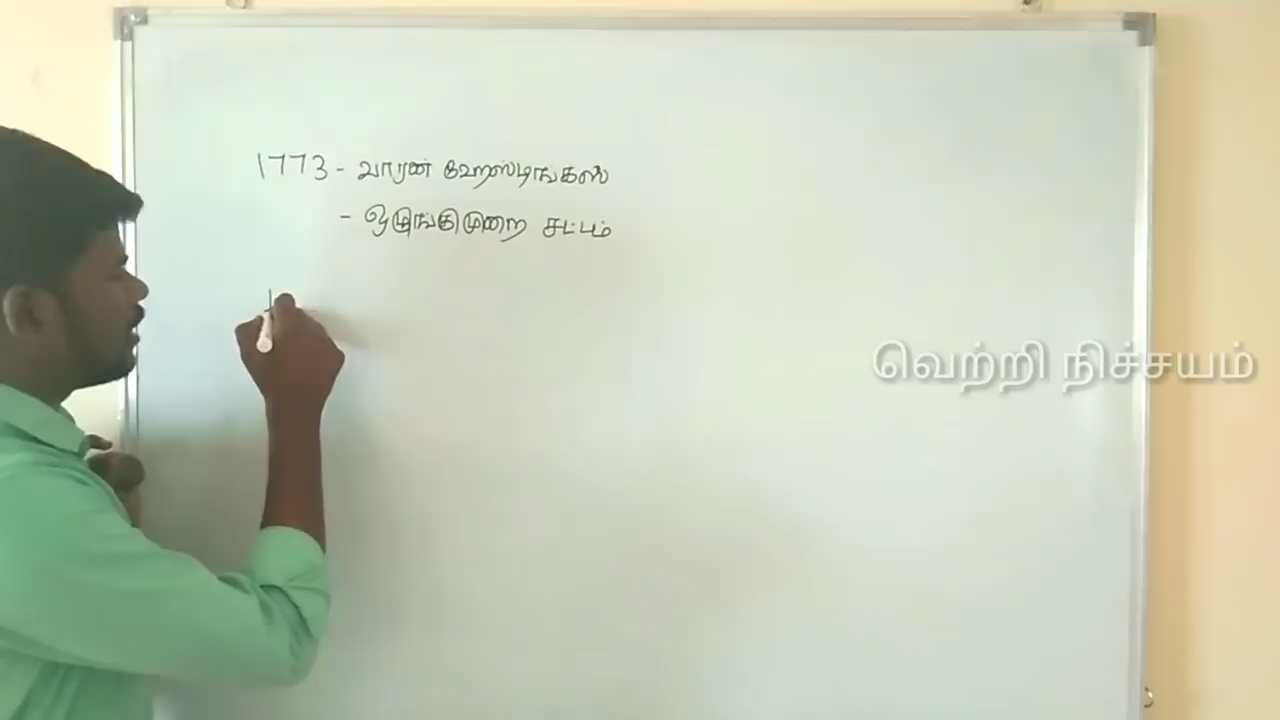 1773 - வாரன் ஹேஸ்டிங்கஸ்
- ஒழுங்குமுறை சட்டம்
வெற்றி நிச்சயம்